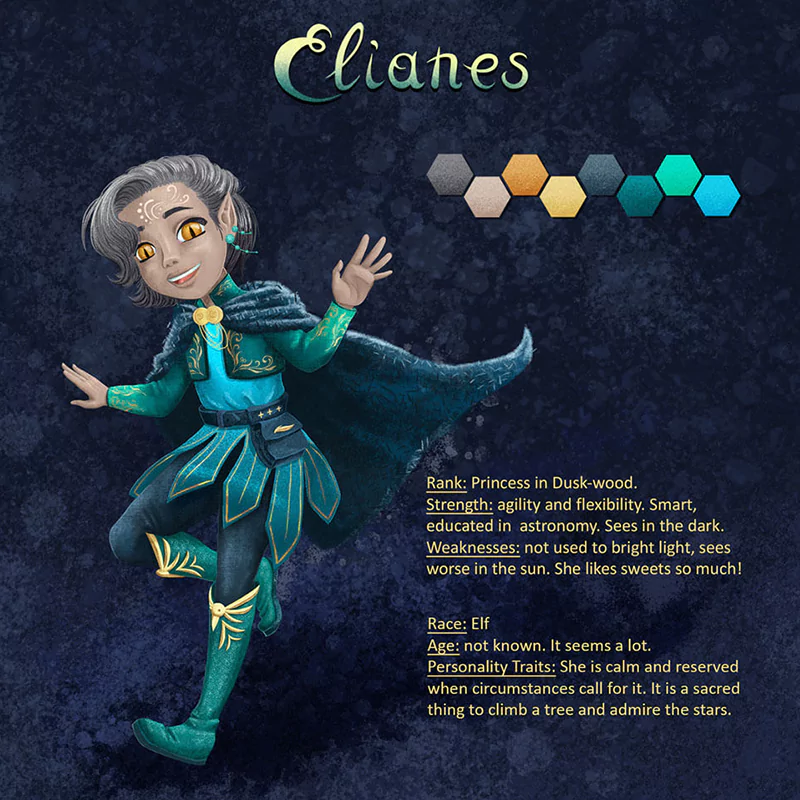 Elianes
Rank: Princess in Dusk-wood.
Strength: agility and flexibility. Smart,
educated in  astronomy. Sees in the dark.
Weaknesses: not used to bright light, sees
worse in the sun. She likes sweets so much!
Race: Elf
Age: not known. It seems a lot.
Personality Traits: She is calm and reserved
when circumstances call for it. It is a sacred
thing to climb a tree and admire the stars.